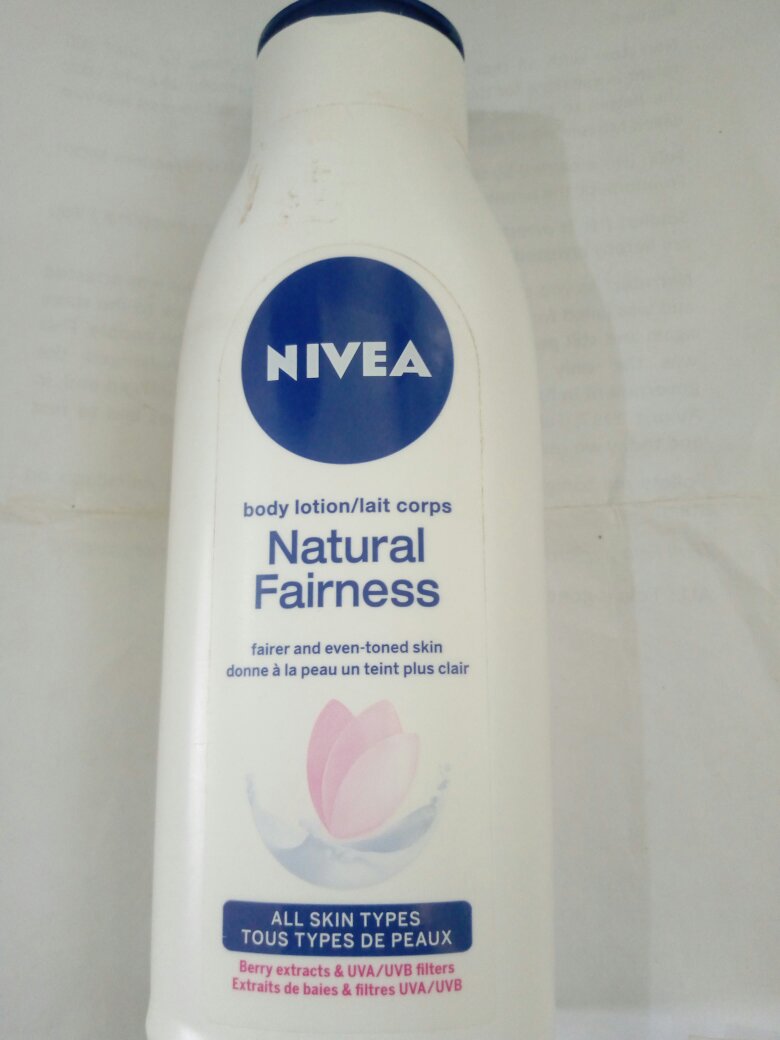 NIVEA
body lotion/lait corps
Natural
Fairness
fairer and even-toned skin
donne à la peau un teint plus clair
ALL SKIN TYPES
TOUS TYPES DE PEAUX
Berry extracts & UVA/UVB filters
Extraits de baies & filtres UVA/UVB